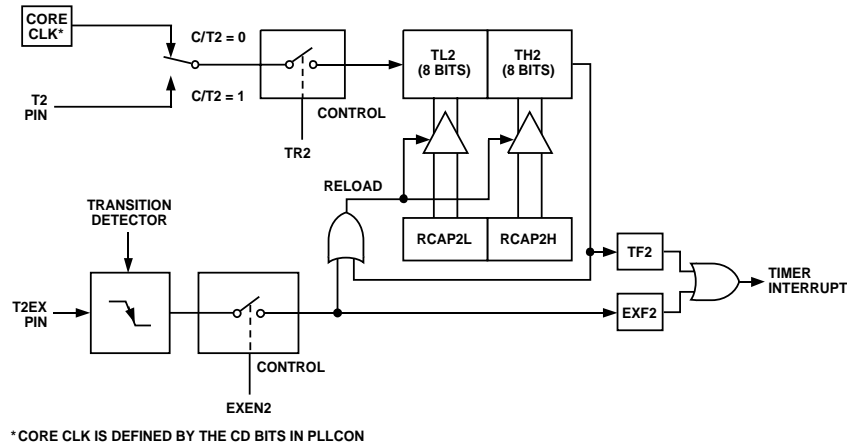 CORE
CLK*
C/T2 = 0
C/T2 = 1
T2
PIN
CONTROL
TR2
TL2
(8 BITS)
TH2
(8 BITS)
RELOAD
RCAP2L
RCAP2H
TRANSITION
DETECTOR
T2EX
PIN
CONTROL
EXEN2
TF2
EXF2
TIMER
INTERRUPT
*CORE CLK IS DEFINED BY THE CD BITS IN PLLCON